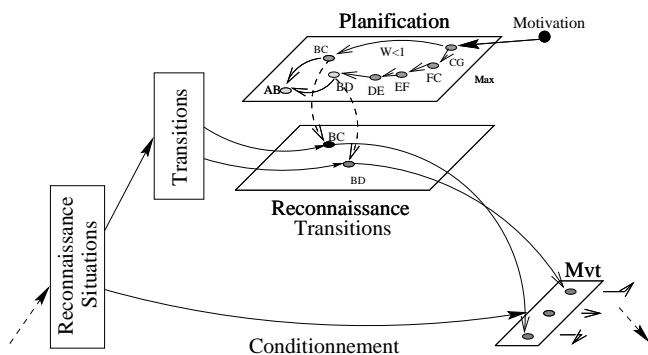 Planification
Motivation
BC
W<1
CG
FC
Max
EF
DE
BD
AB
BC
BD
Transitions
Reconnaissance
Transitions
Reconnaissance
Situations
Mvt
Conditionnement